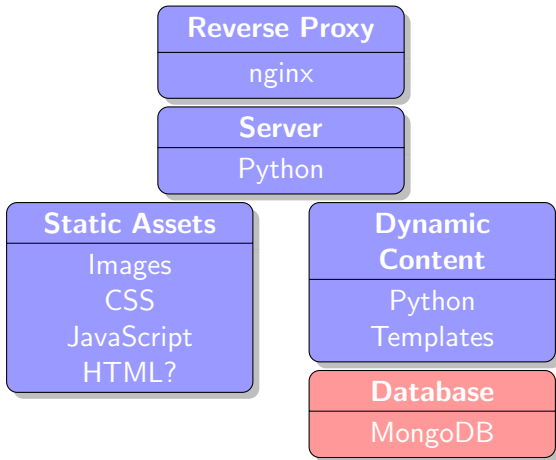 Reverse Proxy
nginx
Server
Python
Static Assets
Images
CSS
JavaScript
HTML?
Dynamic
Content
Python
Templates
Database
MongoDB